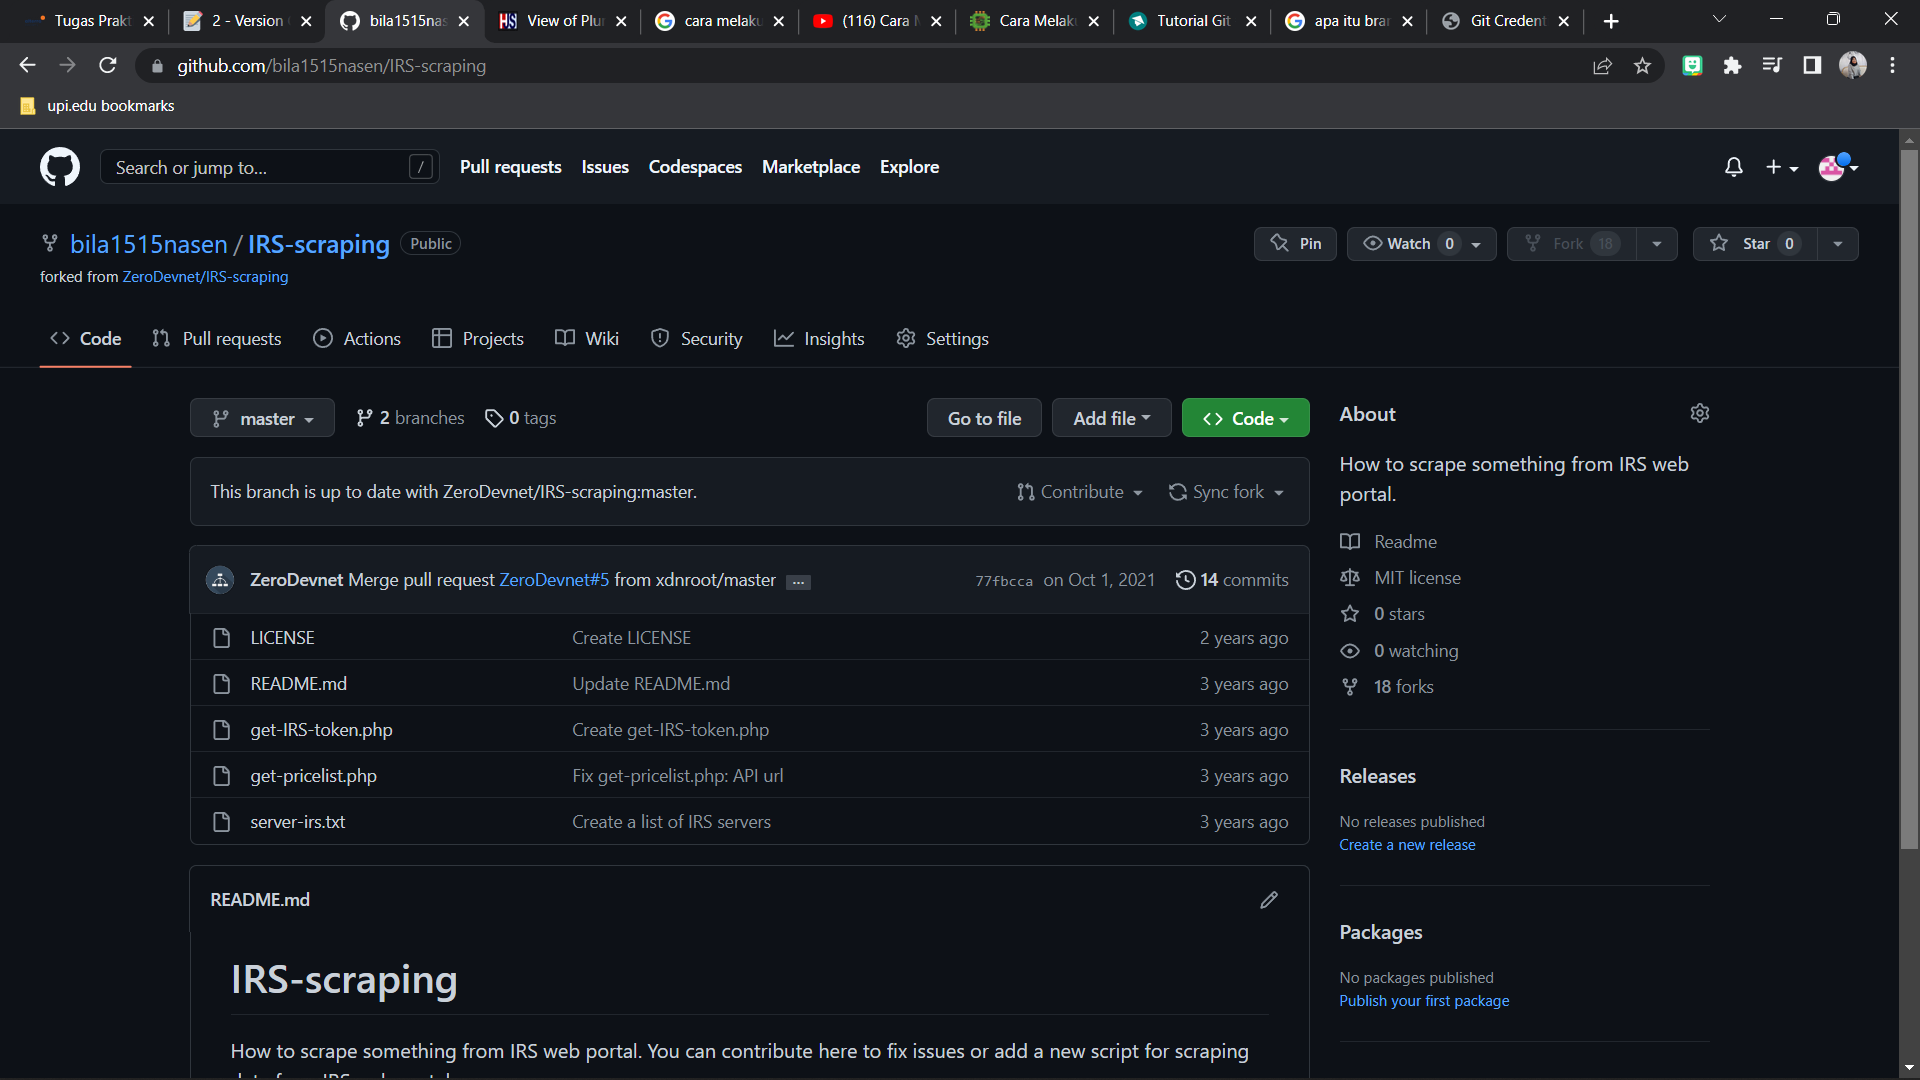 Tugas Prakt
2 - Version
bila1515nas
View of Plu
cara melaku
(116) Cara
Cara Melak
Tutorial Git
apa itu bra
Git Credent
github.com/bila1515nasen/IRS-scraping
upi.edu bookmarks
Search or jump to... /
Pull requests Issues Codespaces Marketplace Explore
bila1515nasen / IRS-scraping Public
Pin Watch 0 Fork 18 Star 0
forked from ZeroDevnet/IRS-scraping
Code Pull requests Actions Projects Wiki Security Insights Settings
master 2 branches 0 tags Go to file Add file Code
This branch is up to date with ZeroDevnet/IRS-scraping:master. Contribute Sync fork
ZeroDevnet Merge pull request ZeroDevnet#5 from xdnroot/master ... 77fbcca on Oct 1, 2021 14 commits
LICENSE Create LICENSE 2 years ago
README.md Update README.md 3 years ago
get-IRS-token.php Create get-IRS-token.php 3 years ago
get-pricelist.php Fix get-pricelist.php: API url 3 years ago
server-irs.txt Create a list of IRS servers 3 years ago
README.md
IRS-scraping
How to scrape something from IRS web portal. You can contribute here to fix issues or add a new script for scraping
About
How to scrape something from IRS web
portal.
Readme
MIT license
0 stars
0 watching
18 forks
Releases
No releases published
Create a new release
Packages
No packages published
Publish your first package